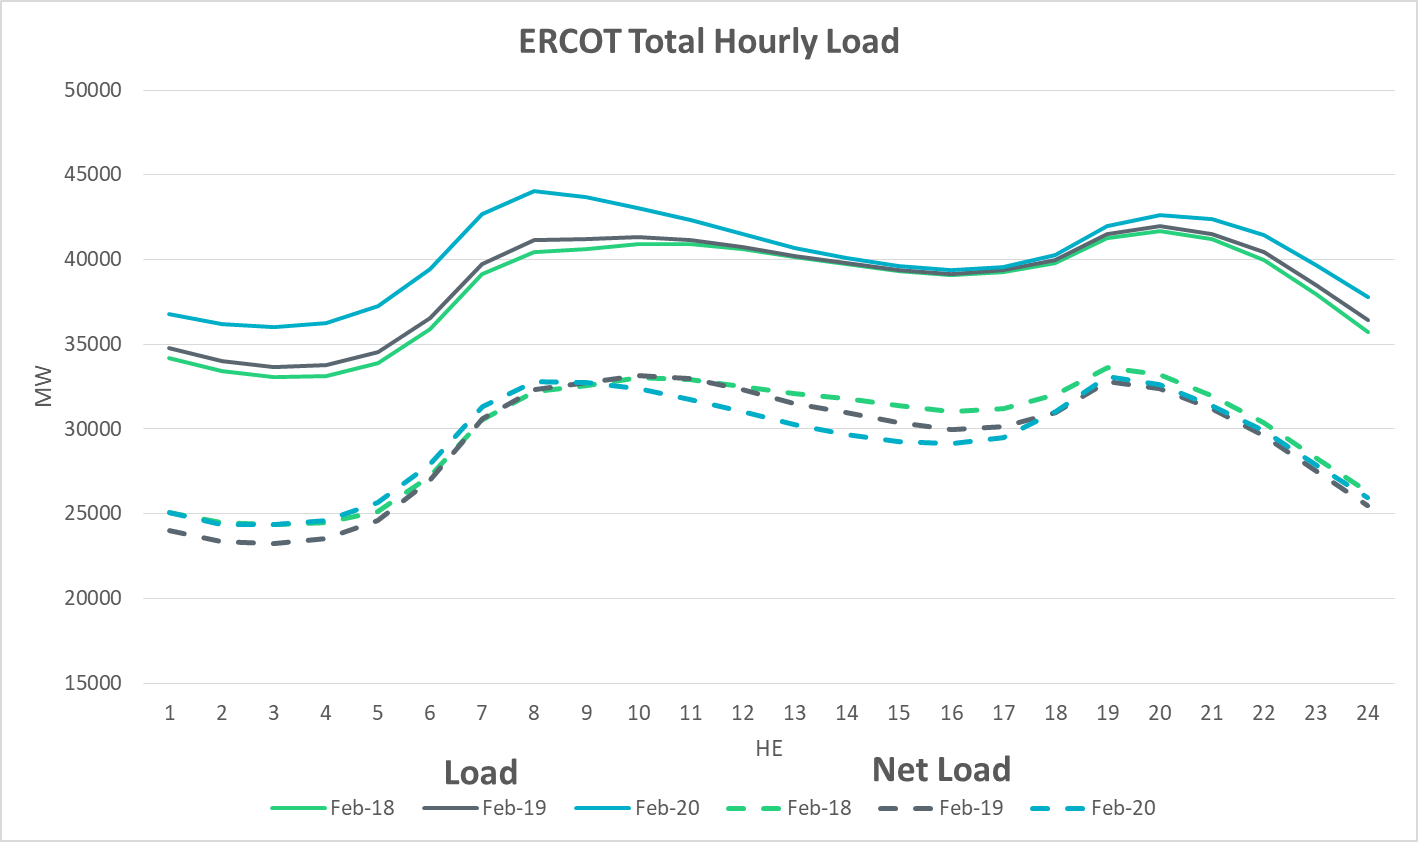 ERCOT Total Hourly Load
50000
45000
40000
35000
30000
25000
20000
15000
MW
1 2 3 4 5 6 7 8 9 10 11 12 13 14 15 16 17 18 19 20 21 22 23 24
HE
Load Net Load
Feb-18 Feb-19 Feb-20 Feb-18 Feb-19 Feb-20